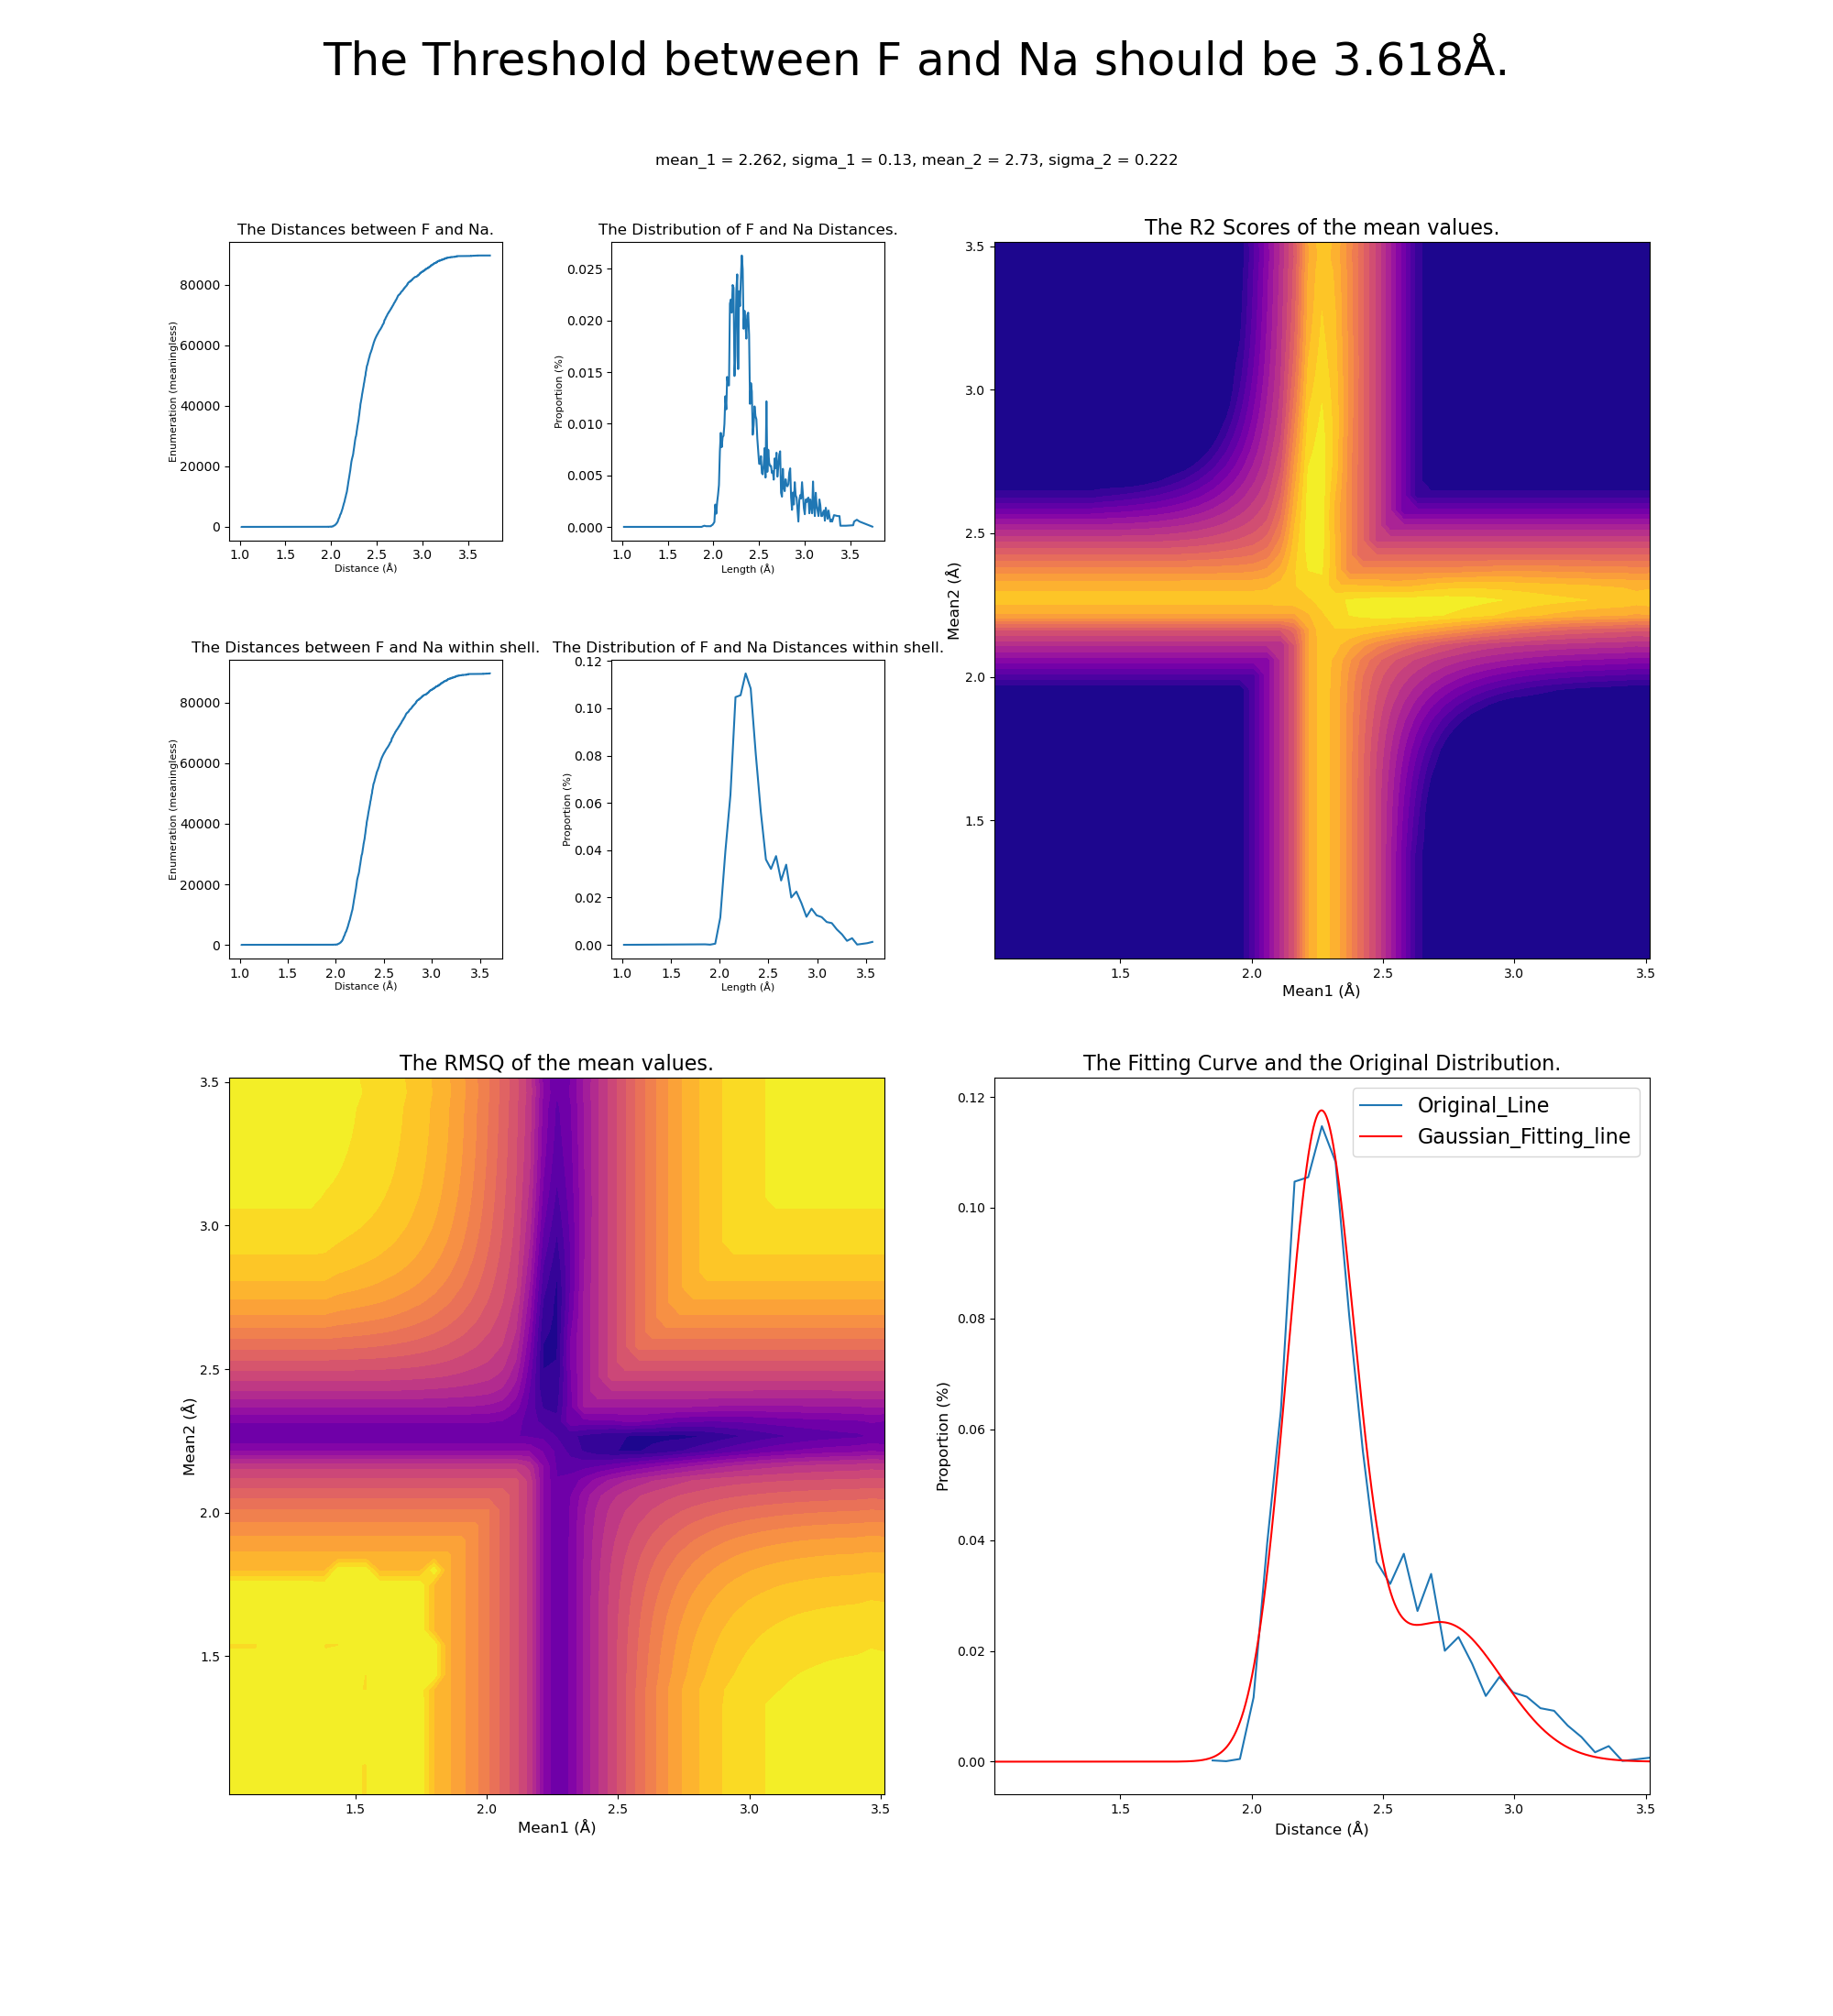 The Threshold between F and Na should be 3.618Å.
mean_1 = 2.262, sigma_1 = 0.13, mean_2 = 2.73, sigma_2 = 0.222
The Distances between F and Na.
80000
60000
40000
20000
0
Enumeration (meaningless)
1.0 1.5 2.0 2.5 3.0 3.5
Distance (Å)
The Distribution of F and Na Distances.
0.025
0.020
0.015
0.010
0.005
0.000
Proportion (%)
1.0 1.5 2.0 2.5 3.0 3.5
Length (Å)
The R2 Scores of the mean values.
3.5
3.0
2.5
2.0
1.5
Mean2 (Å)
1.5 2.0 2.5 3.0 3.5
Mean1 (Å)
The Distances between F and Na within shell.
80000
60000
40000
20000
0
Enumeration (meaningless)
1.0 1.5 2.0 2.5 3.0 3.5
Distance (Å)
The Distribution of F and Na Distances within shell.
0.12
0.10
0.08
0.06
0.04
0.02
0.00
Proportion (%)
1.0 1.5 2.0 2.5 3.0 3.5
Length (Å)
The RMSQ of the mean values.
3.5
3.0
2.5
2.0
1.5
Mean2 (Å)
1.5 2.0 2.5 3.0 3.5
Mean1 (Å)
The Fitting Curve and the Original Distribution.
Original_Line
Gaussian_Fitting_line
0.12
0.10
0.08
0.06
0.04
0.02
0.00
Proportion (%)
1.5 2.0 2.5 3.0 3.5
Distance (Å)